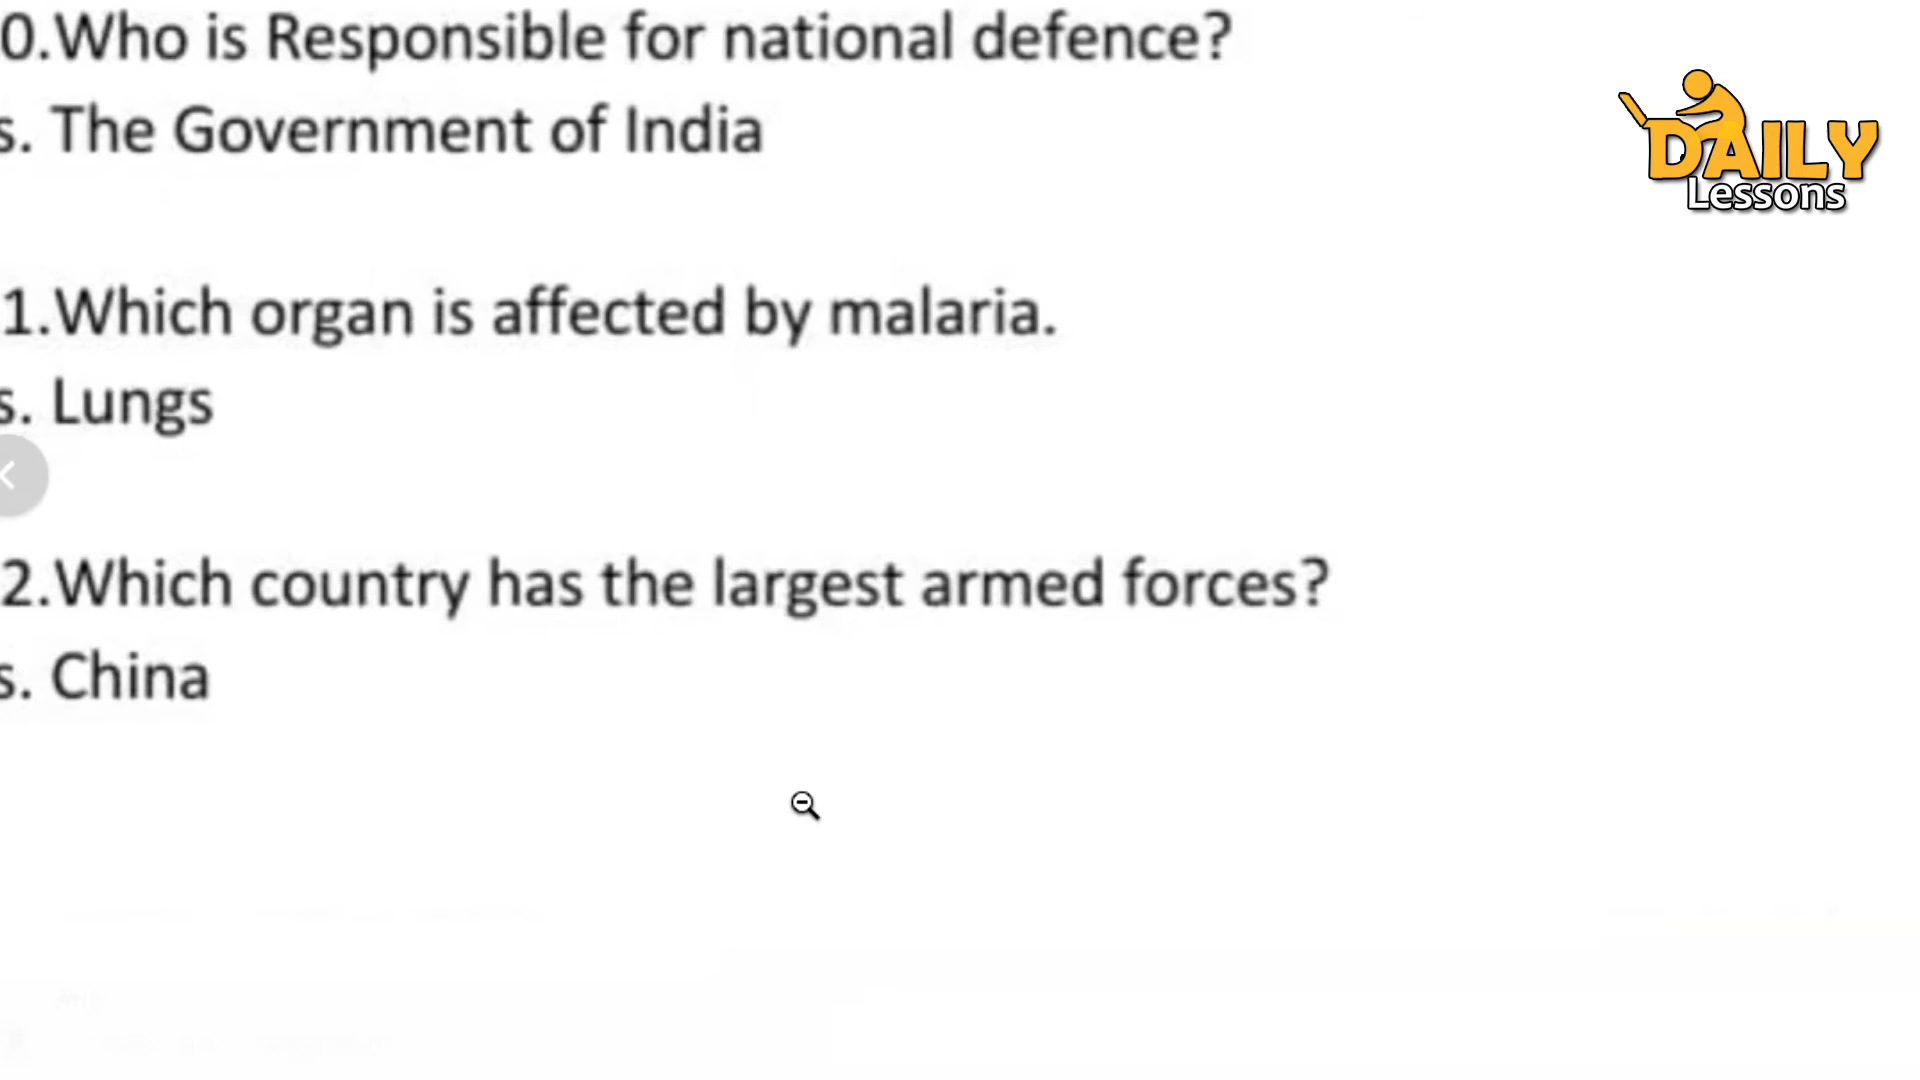 0.Who is Responsible for national defence?
s. The Government of India
DAILY
Lessons
1.Which organ is affected by malaria.
s. Lungs
2.Which country has the largest armed forces?
s. China